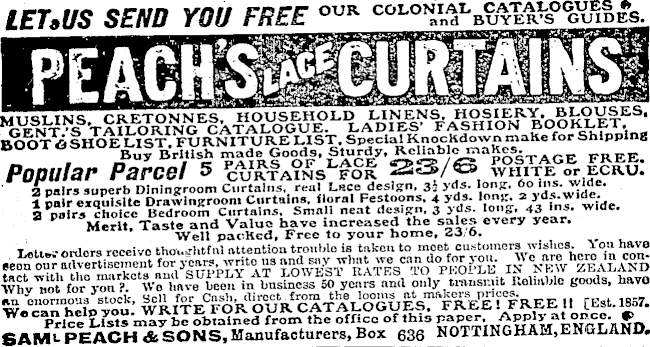 LET US SEND YOU FREE OUR COLONIAL CATALOGUES and BUYER'S GUIDES.
PEACH'S LACE CURTAINS
MUSLINS, CRETONNES, HOUSEHOLD LINENS, HOSIERY, BLOUSES,
GENT.'S TAILORING CATALOGUE. LADIES' FASHION BOOKLET,
BOOT & SHOE LIST, FURNITURE LIST, Special Knockdown make for Shipping
Buy British made Goods, Sturdy, Reliable makes.
Popular Parcel 5 PAIRS OF LACE CURTAINS FOR 23/6 POSTAGE FREE. WHITE or ECRU.
2 pairs superb Diningroom Curtains, real Lace design, 3½ yds. long, 60 ins. wide.
1 pair exquisite Drawingroom Curtains, floral Festoons, 4 yds. long, 2 yds. wide.
2 pairs choice Bedroom Curtains, Small neat design, 3 yds. long, 43 ins. wide.
Merit, Taste and Value have increased the sales every year.
Well packed, Free to your home, 23/6.
Letter orders receive thoughtful attention trouble is taken to meet customers wishes. You have
seen our advertisement for years, write us and say what we can do for you. We are here in con-
tact with the markets and SUPPLY AT LOWEST RATES TO PEOPLE IN NEW ZEALAND
Why not for you?. We have been in business 50 years and only transmit Reliable goods, have
an enormous stock, Sell for Cash, direct from the looms at makers prices.
We can help you. WRITE FOR OUR CATALOGUES, FREE! FREE!! [Est. 1857.
Price Lists may be obtained from the office of this paper. Apply at once.
SAML PEACH & SONS, Manufacturers, Box 636 NOTTINGHAM, ENGLAND.